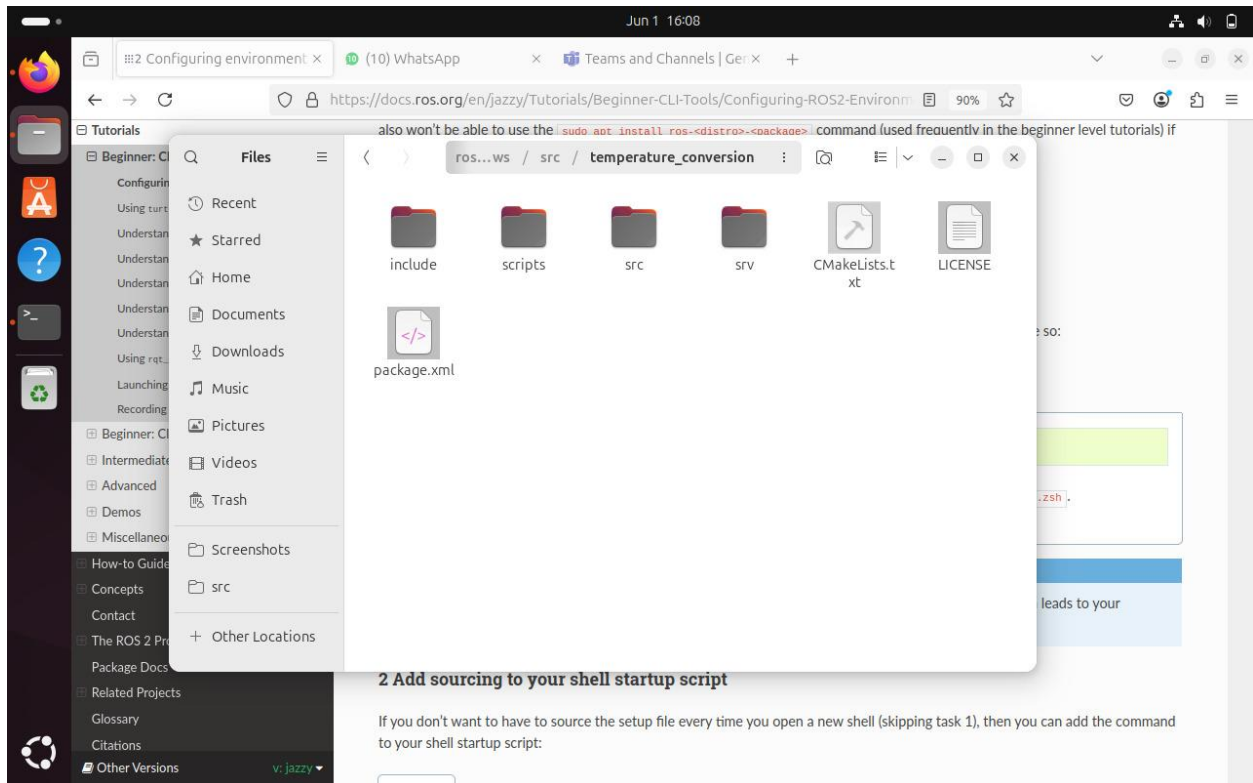 Jun 1 16:08
2 Configuring environment
(10) WhatsApp
Teams and Channels | Ger
https://docs.ros.org/en/jazzy/Tutorials/Beginner-CLI-Tools/Configuring-ROS2-Environm
90%
Tutorials
also won't be able to use the sudo apt install ros-<distro>-<package> command (used frequently in the beginner level tutorials) if
Beginner: Cl
Configurin
Using turt
Understan
Understan
Understan
Understan
Understan
Using rqt_
Launching
Recording
Beginner: Cl
Intermediate
Advanced
Demos
Miscellaneo
How-to Guide
Concepts
Contact
The ROS 2 Pr
Package Docs
Related Projects
Glossary
Citations
Other Versions
v: jazzy
Files
ros...ws / src / temperature_conversion
Recent
Starred
Home
Documents
Downloads
Music
Pictures
Videos
Trash
Screenshots
src
Other Locations
include
scripts
src
srv
CMakeLists.t
xt
LICENSE
package.xml
so:
.zsh.
leads to your
2 Add sourcing to your shell startup script
If you don't want to have to source the setup file every time you open a new shell (skipping task 1), then you can add the command
to your shell startup script: